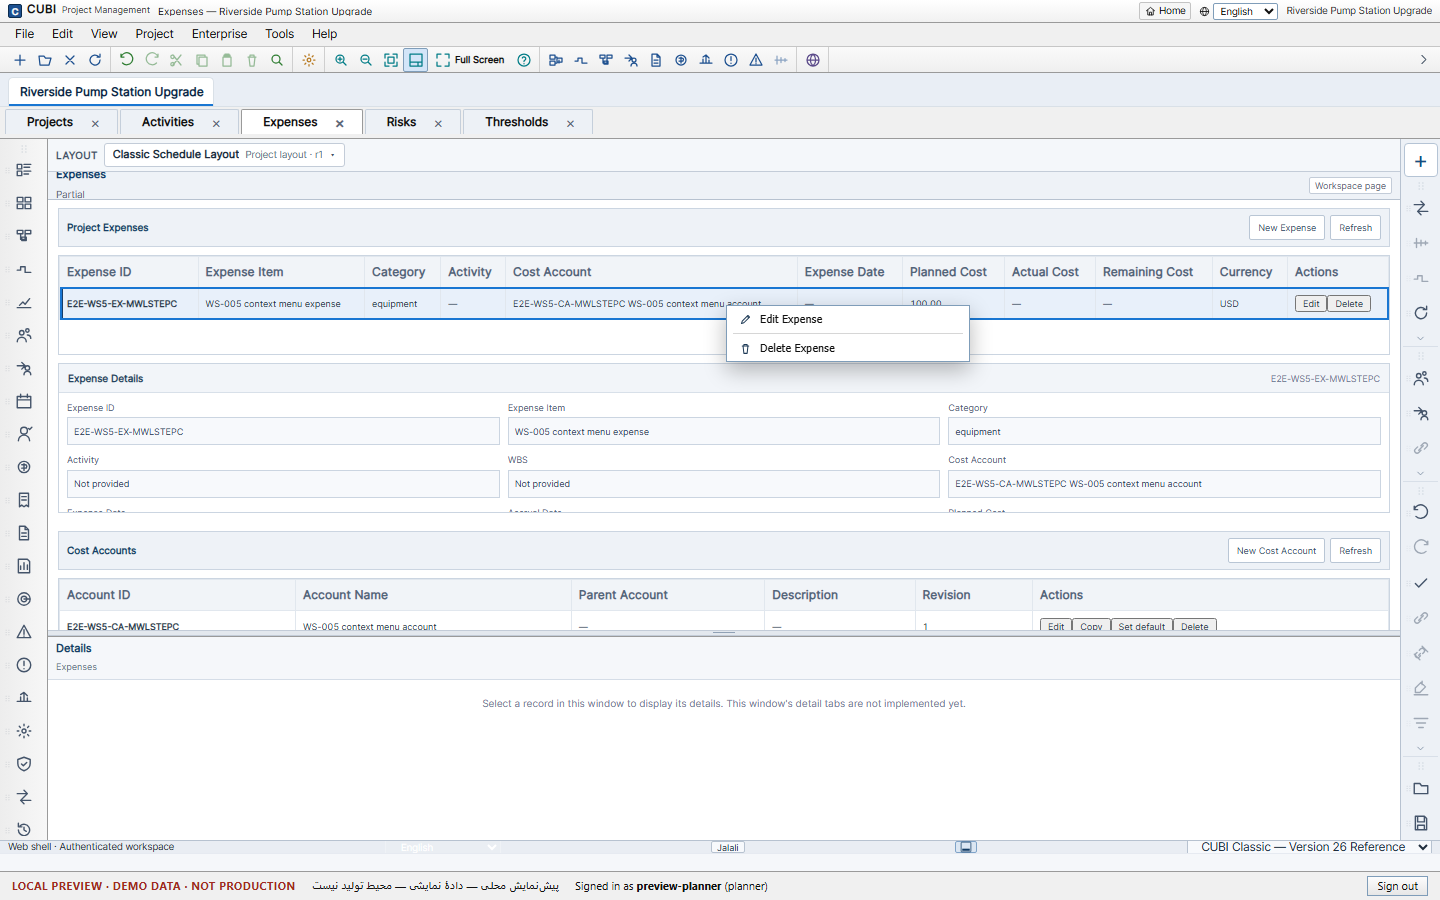 CUBI Project Management Expenses — Riverside Pump Station Upgrade Home English Riverside Pump Station Upgrade
File Edit View Project Enterprise Tools Help
Full Screen
Riverside Pump Station Upgrade
Projects Activities Expenses Risks Thresholds
LAYOUT Classic Schedule Layout Project layout · r1
Expenses
Partial
Workspace page
Project Expenses New Expense Refresh
Expense ID Expense Item Category Activity Cost Account Expense Date Planned Cost Actual Cost Remaining Cost Currency Actions
E2E-WS5-EX-MWLSTEPC WS-005 context menu expense equipment — E2E-WS5-CA-MWLSTEPC WS-005 context menu account — 100.00 — — USD Edit Delete
Edit Expense
Delete Expense
Expense Details E2E-WS5-EX-MWLSTEPC
Expense ID Expense Item Category
E2E-WS5-EX-MWLSTEPC WS-005 context menu expense equipment
Activity WBS Cost Account
Not provided Not provided E2E-WS5-CA-MWLSTEPC WS-005 context menu account
Expense Date Accrual Date Planned Cost
Cost Accounts New Cost Account Refresh
Account ID Account Name Parent Account Description Revision Actions
E2E-WS5-CA-MWLSTEPC WS-005 context menu account — — 1 Edit Copy Set default Delete
Details
Expenses
Select a record in this window to display its details. This window's detail tabs are not implemented yet.
Web shell · Authenticated workspace English Jalali CUBI Classic — Version 26 Reference
LOCAL PREVIEW · DEMO DATA · NOT PRODUCTION پیش‌نمایش محلی — دادهٔ نمایشی — محیط تولید نیست Signed in as preview-planner (planner) Sign out